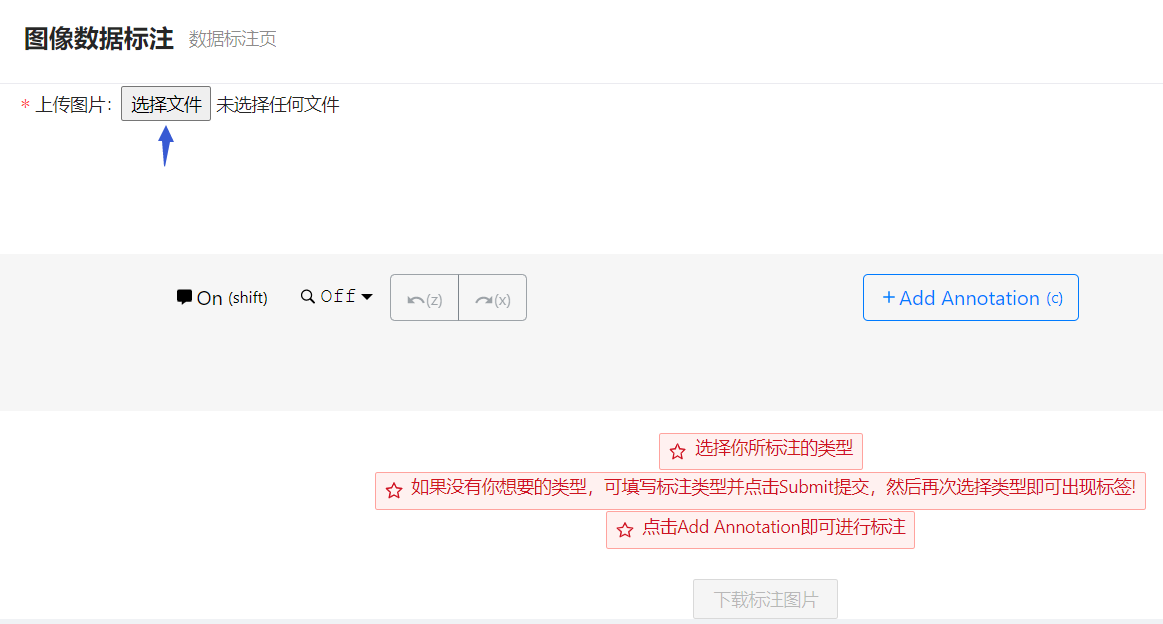 图像数据标注 数据标注页
* 上传图片: 选择文件 未选择任何文件
On (shift) Off (z) (x) +Add Annotation (c)
选择你所标注的类型
如果没有你想要的类型，可填写标注类型并点击Submit提交，然后再次选择类型即可出现标签!
点击Add Annotation即可进行标注
下载标注图片